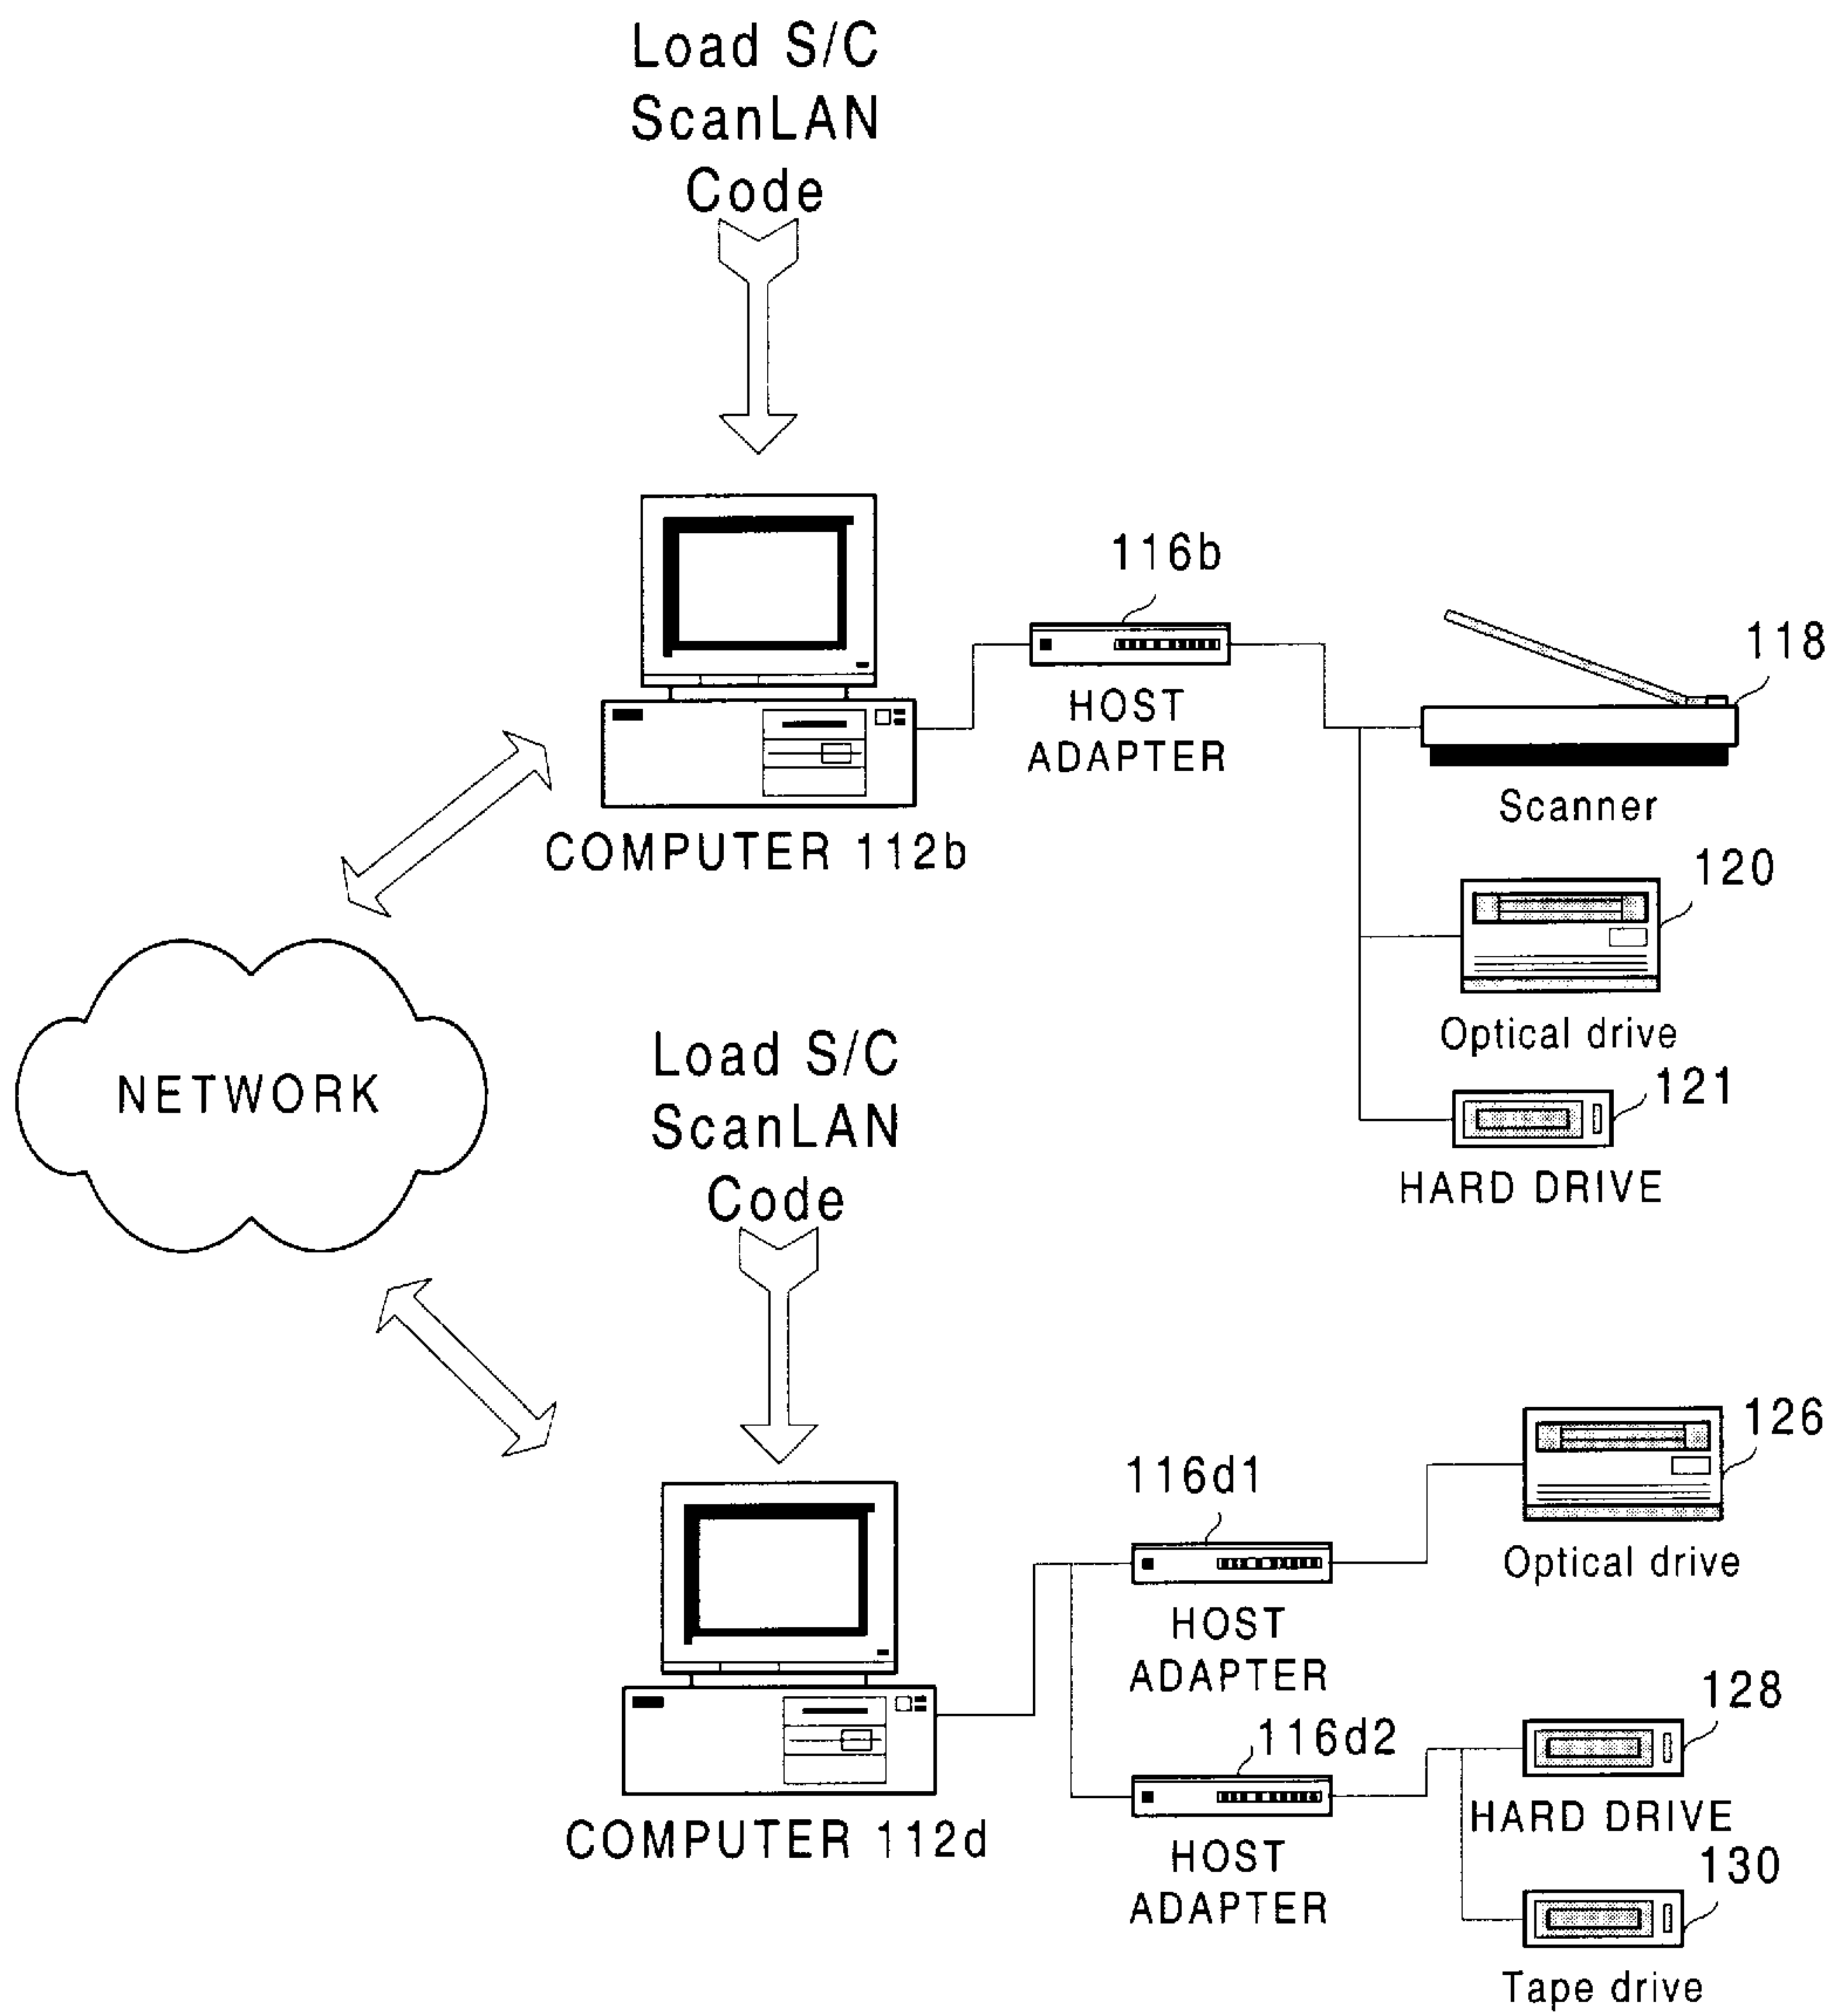 Load S/C
ScanLAN
Code
116b
118
HOST
ADAPTER
Scanner
COMPUTER 112b
120
Optical drive
121
HARD DRIVE
NETWORK
Load S/C
ScanLAN
Code
126
116d1
Optical drive
HOST
ADAPTER
128
116d2
HARD DRIVE
COMPUTER 112d
HOST
ADAPTER
130
Tape drive